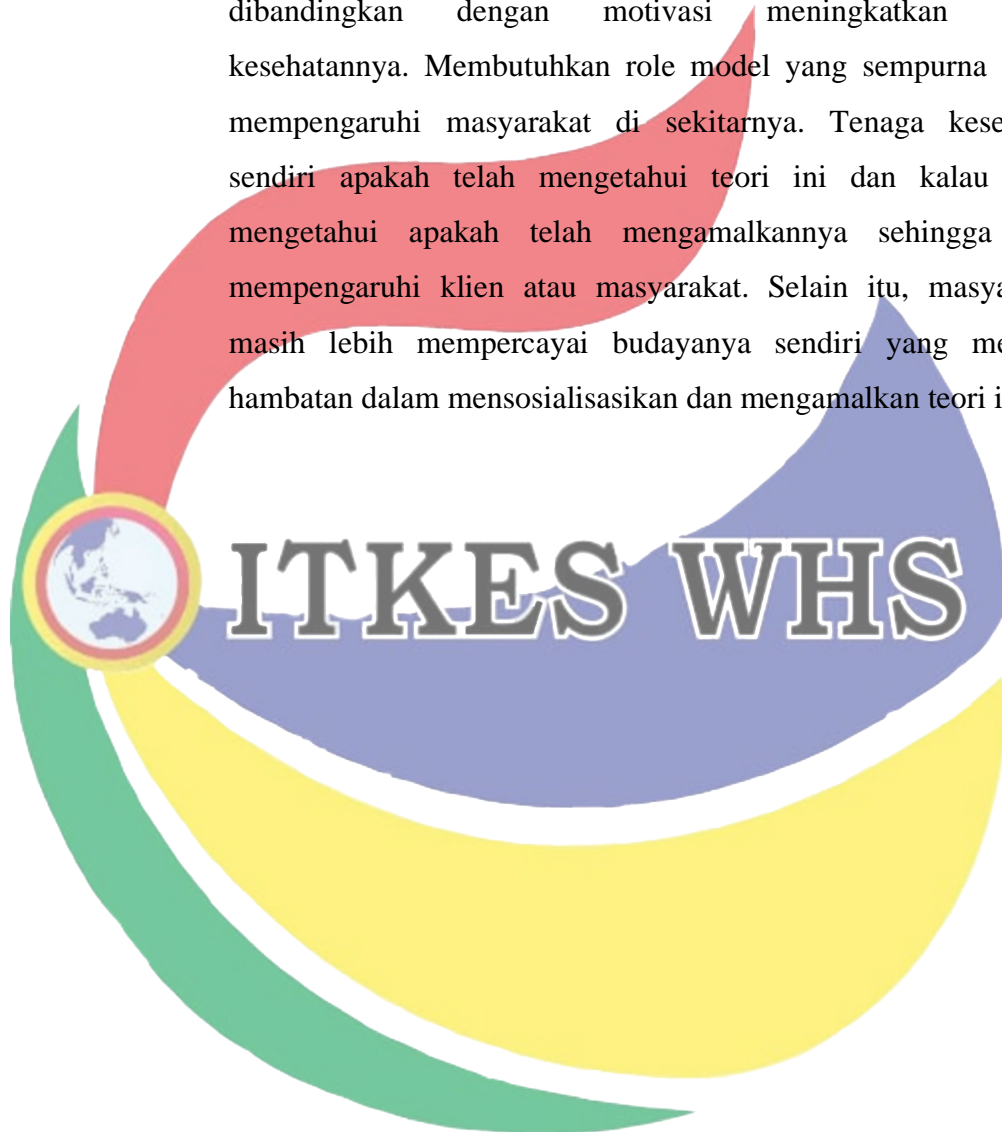 dibandingkan dengan motivasi meningkatkan
kesehatannya. Membutuhkan role model yang sempurna
mempengaruhi masyarakat di sekitarnya. Tenaga kese
sendiri apakah telah mengetahui teori ini dan kalau
mengetahui apakah telah mengamalkannya sehingga
mempengaruhi klien atau masyarakat. Selain itu, masya
masih lebih mempercayai budayanya sendiri yang me
hambatan dalam mensosialisasikan dan mengamalkan teori i
ITKES WHS